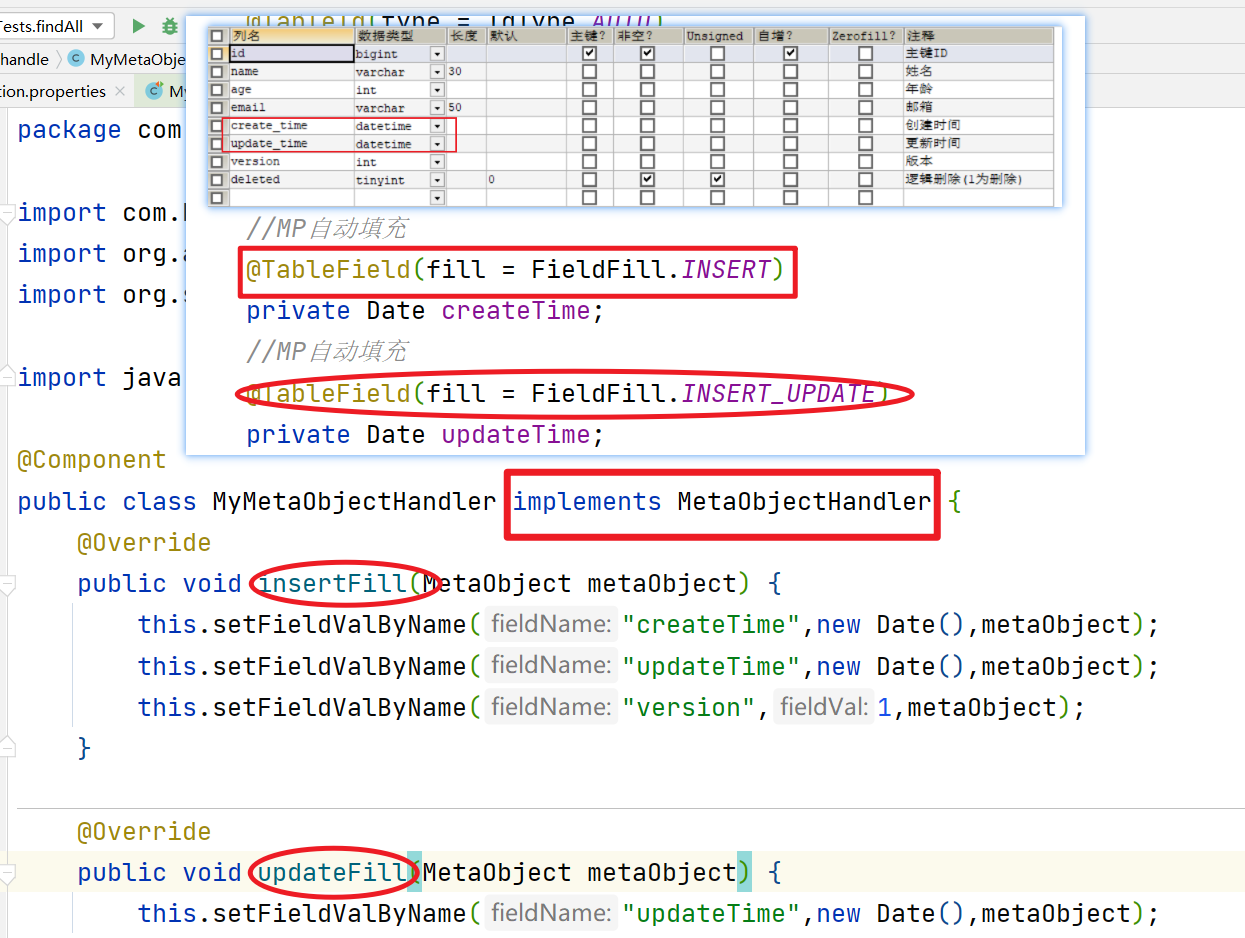 Tests.findAll
handle
MyMetaObje
tion.properties
My
package com
import com.
import org.
import org.s
import java
@TableId(type = IdType.AUTO)
列名 数据类型 长度 默认 主键? 非空? Unsigned 自增? Zerofill? 注释
id bigint 主键ID
name varchar 30 姓名
age int 年龄
email varchar 50 邮箱
create_time datetime 创建时间
update_time datetime 更新时间
version int 版本
deleted tinyint 0 逻辑删除(1为删除)
//MP自动填充
@TableField(fill = FieldFill.INSERT)
private Date createTime;
//MP自动填充
@TableField(fill = FieldFill.INSERT_UPDATE)
private Date updateTime;
@Component
public class MyMetaObjectHandler implements MetaObjectHandler {
@Override
public void insertFill(MetaObject metaObject) {
this.setFieldValByName( fieldName: "createTime",new Date(),metaObject);
this.setFieldValByName( fieldName: "updateTime",new Date(),metaObject);
this.setFieldValByName( fieldName: "version", fieldVal: 1,metaObject);
}
@Override
public void updateFill(MetaObject metaObject) {
this.setFieldValByName( fieldName: "updateTime",new Date(),metaObject);